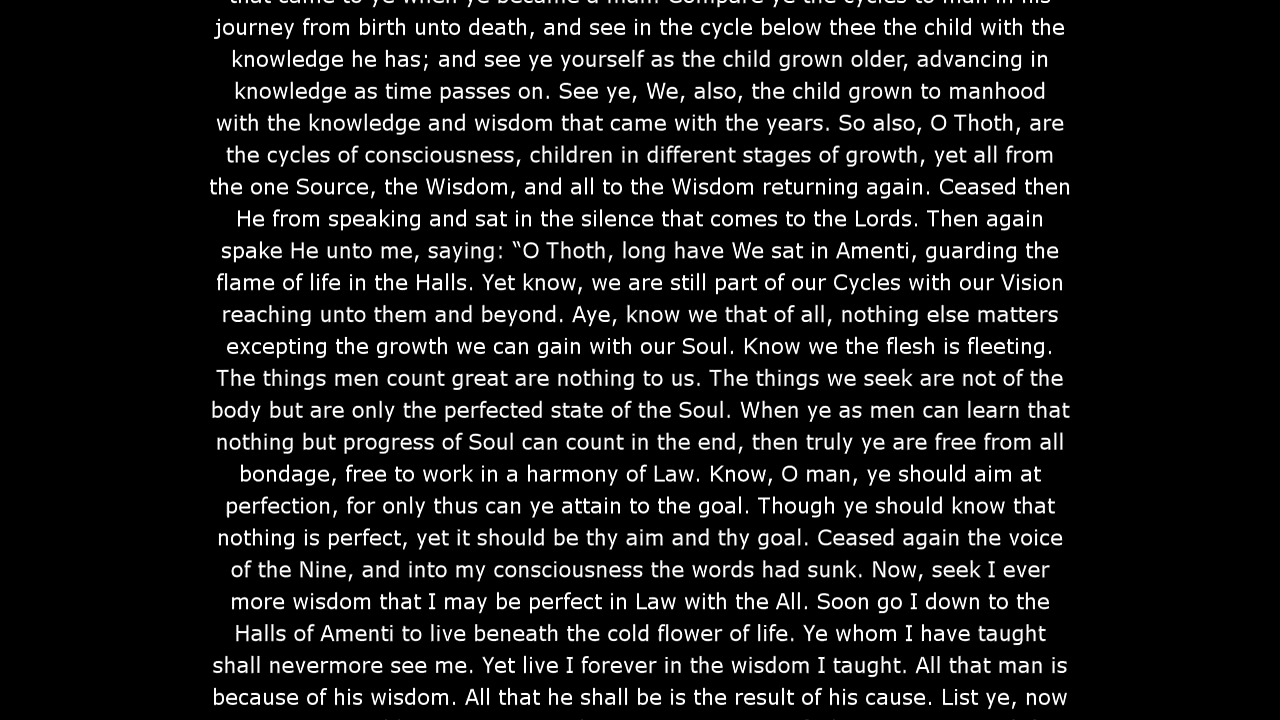 that came to ye when ye became a man. Compare ye the cycles to man in his
journey from birth unto death, and see in the cycle below thee the child with the
knowledge he has; and see ye yourself as the child grown older, advancing in
knowledge as time passes on. See ye, We, also, the child grown to manhood
with the knowledge and wisdom that came with the years. So also, O Thoth, are
the cycles of consciousness, children in different stages of growth, yet all from
the one Source, the Wisdom, and all to the Wisdom returning again. Ceased then
He from speaking and sat in the silence that comes to the Lords. Then again
spake He unto me, saying: “O Thoth, long have We sat in Amenti, guarding the
flame of life in the Halls. Yet know, we are still part of our Cycles with our Vision
reaching unto them and beyond. Aye, know we that of all, nothing else matters
excepting the growth we can gain with our Soul. Know we the flesh is fleeting.
The things men count great are nothing to us. The things we seek are not of the
body but are only the perfected state of the Soul. When ye as men can learn that
nothing but progress of Soul can count in the end, then truly ye are free from all
bondage, free to work in a harmony of Law. Know, O man, ye should aim at
perfection, for only thus can ye attain to the goal. Though ye should know that
nothing is perfect, yet it should be thy aim and thy goal. Ceased again the voice
of the Nine, and into my consciousness the words had sunk. Now, seek I ever
more wisdom that I may be perfect in Law with the All. Soon go I down to the
Halls of Amenti to live beneath the cold flower of life. Ye whom I have taught
shall nevermore see me. Yet live I forever in the wisdom I taught. All that man is
because of his wisdom. All that he shall be is the result of his cause. List ye, now